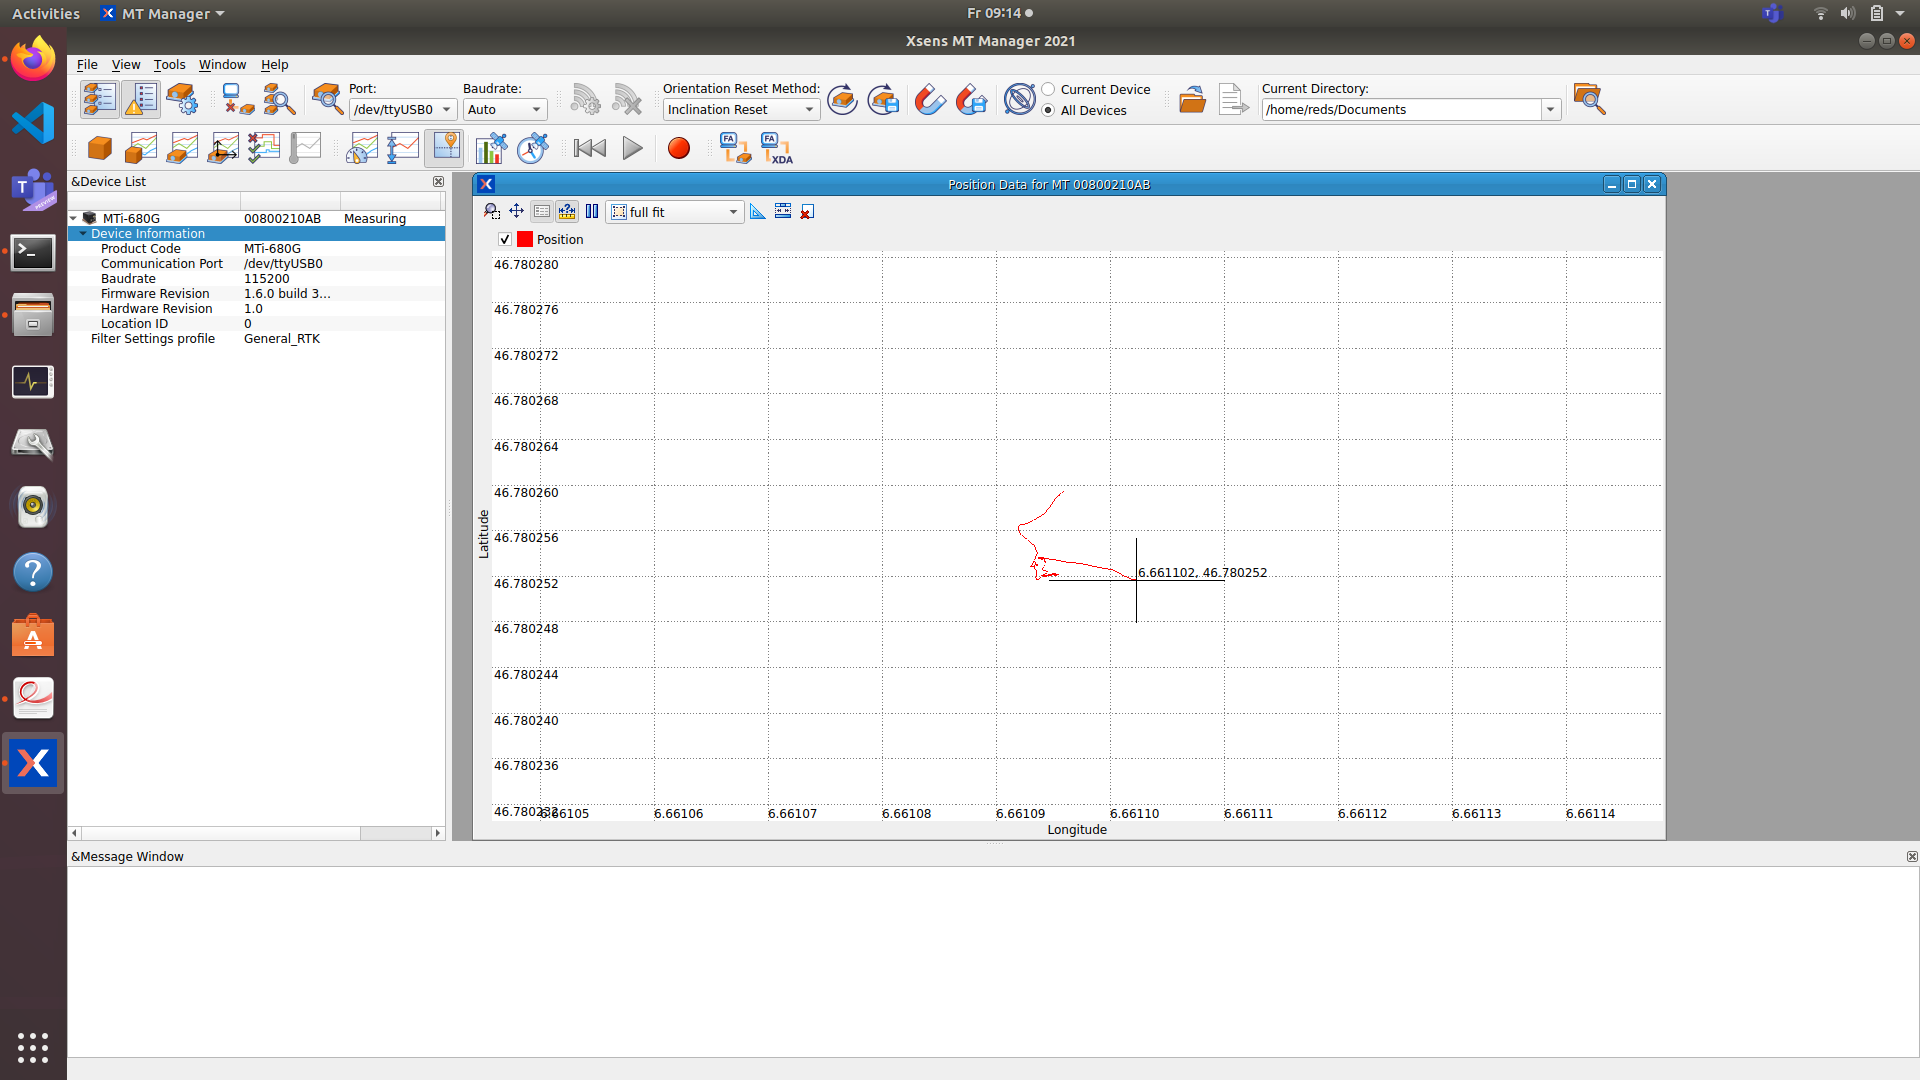 Activities MT Manager Fr 09:14
Xsens MT Manager 2021
File View Tools Window Help
Port: Baudrate: Orientation Reset Method: Current Device Current Directory:
/dev/ttyUSB0 Auto Inclination Reset All Devices /home/reds/Documents
FA FA
XDA
&Device List
Position Data for MT 00800210AB
MTi-680G 00800210AB Measuring
Device Information
Product Code MTi-680G
Communication Port /dev/ttyUSB0
Baudrate 115200
Firmware Revision 1.6.0 build 3...
Hardware Revision 1.0
Location ID 0
Filter Settings profile General_RTK
full fit
Position
46.780280
46.780276
46.780272
46.780268
46.780264
46.780260
46.780256
46.780252
46.780248
46.780244
46.780240
46.780236
46.780232
Latitude
6.661102, 46.780252
6.66105 6.66106 6.66107 6.66108 6.66109 6.66110 6.66111 6.66112 6.66113 6.66114
Longitude
&Message Window
PREVIEW